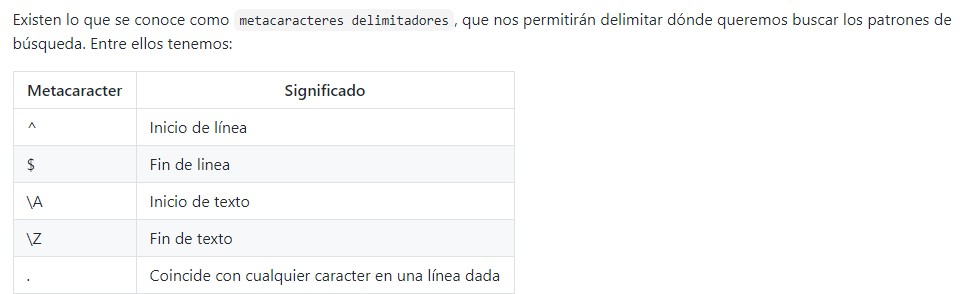 Existen lo que se conoce como metacaracteres delimitadores , que nos permitirán delimitar dónde queremos buscar los patrones de
búsqueda. Entre ellos tenemos:
Metacaracter Significado
^ Inicio de línea
$ Fin de linea
\A Inicio de texto
\Z Fin de texto
. Coincide con cualquier caracter en una línea dada